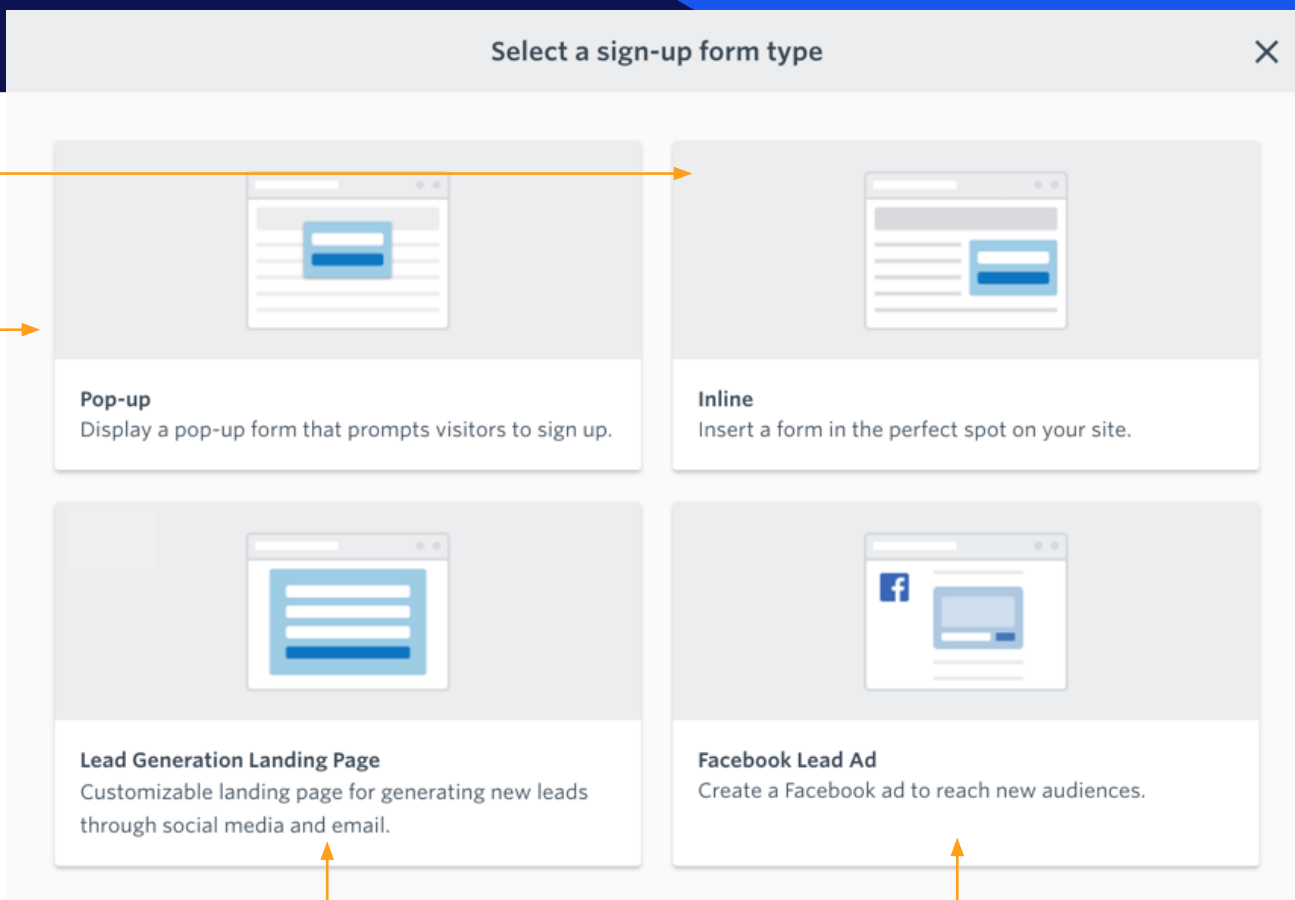 Select a sign-up form type
Pop-up
Display a pop-up form that prompts visitors to sign up.
Inline
Insert a form in the perfect spot on your site.
Lead Generation Landing Page
Customizable landing page for generating new leads
through social media and email.
Facebook Lead Ad
Create a Facebook ad to reach new audiences.